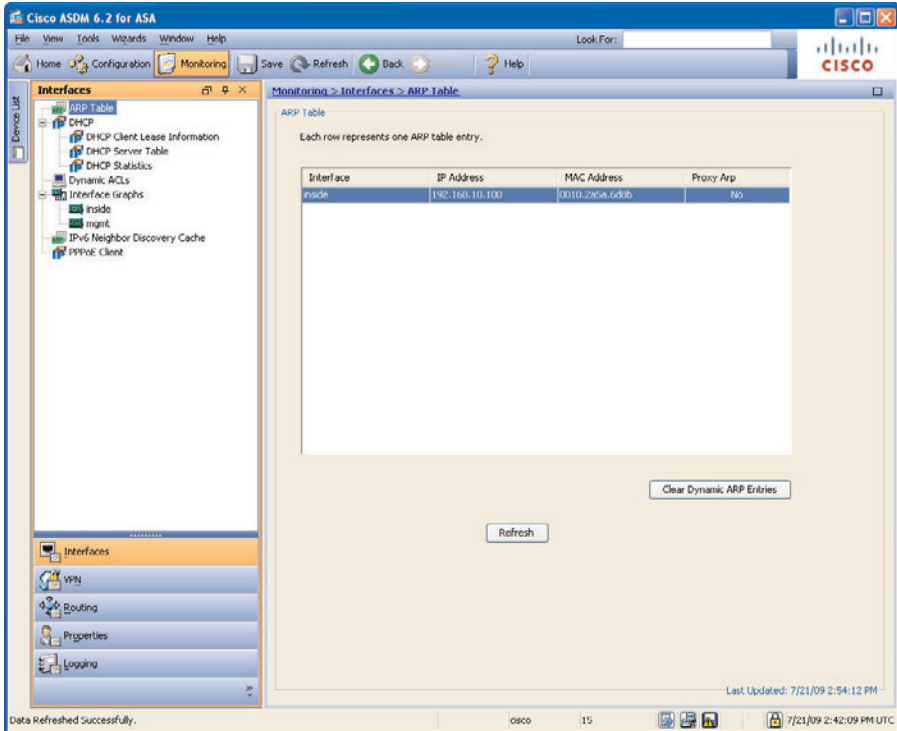 Cisco ASDM 6.2 for ASA
File View Tools Wizards Window Help
Look For:
Home Configuration Monitoring Save Refresh Back Help
CISCO
Device List
Interfaces
ARP Table
DHCP
DHCP Client Lease Information
DHCP Server Table
DHCP Statistics
Dynamic ACLs
Interface Graphs
inside
mgmt
IPv6 Neighbor Discovery Cache
PPPoE Client
Interfaces
VPN
Routing
Properties
Logging
Monitoring > Interfaces > ARP Table
ARP Table
Each row represents one ARP table entry.
Interface IP Address MAC Address Proxy Arp
inside 192.168.10.100 0010.2a5a.6d8b No
Clear Dynamic ARP Entries
Refresh
Last Updated: 7/21/09 2:54:12 PM
Data Refreshed Successfully.
cisco 15
7/21/09 2:42:09 PM UTC